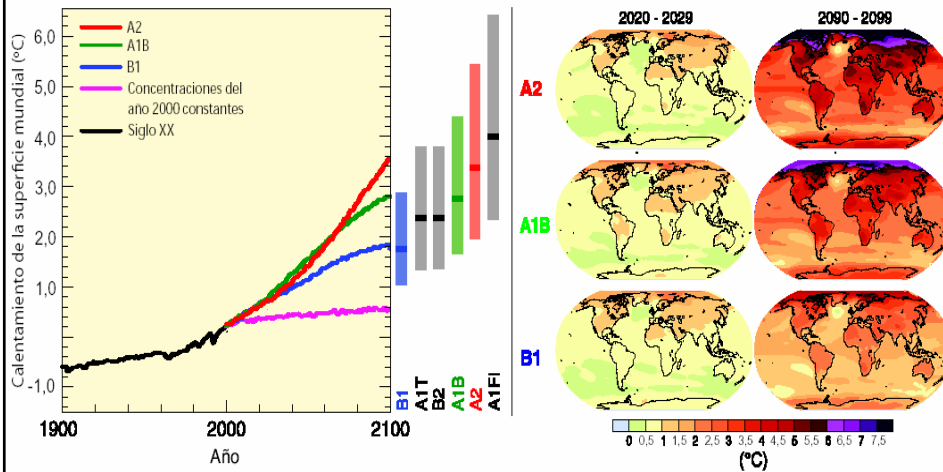 Calentamiento de la superficie mundial (ºC)
6,0
5,0
4,0
3,0
2,0
1,0
-1,0
A2
A1B
B1
Concentraciones del
año 2000 constantes
Siglo XX
1900
2000
2100
Año
B1
A1T
B2
A1B
A2
A1FI
2020 - 2029
2090 - 2099
A2
A1B
B1
0 0,5 1 1,5 2 2,5 3 3,5 4 4,5 5 5,5 6 6,5 7 7,5
(ºC)